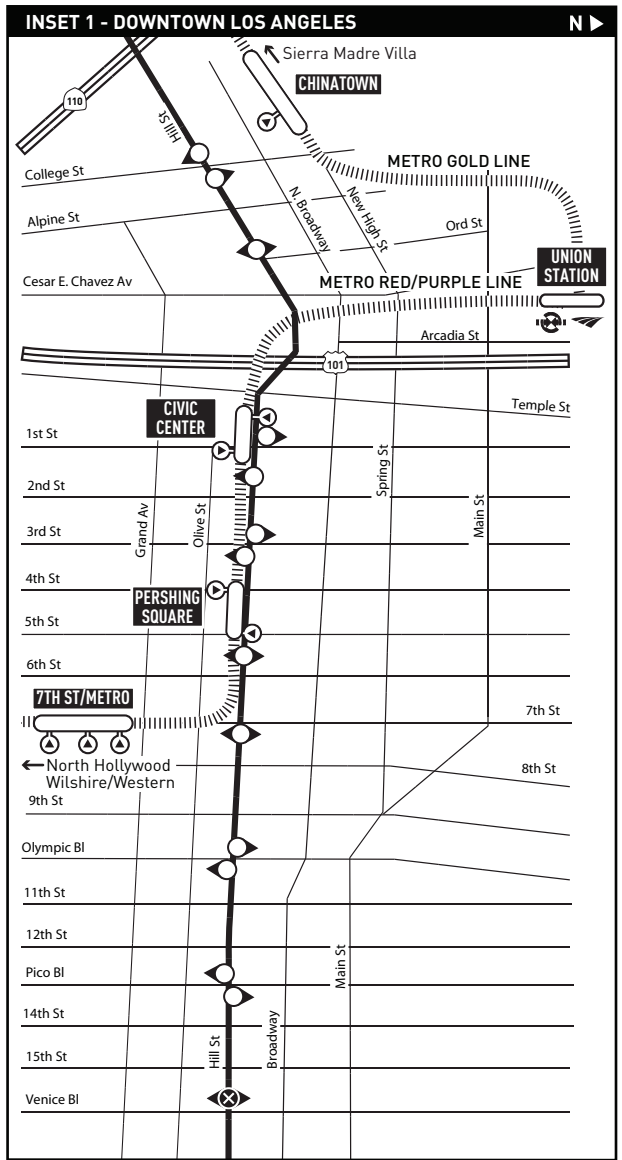 INSET 1 - DOWNTOWN LOS ANGELES
N
Sierra Madre Villa
CHINATOWN
110
Hill St
METRO GOLD LINE
College St
N. Broadway
New High St
Alpine St
Ord St
UNION
STATION
Cesar E. Chavez Av
METRO RED/PURPLE LINE
Arcadia St
101
Temple St
CIVIC
CENTER
1st St
2nd St
Spring St
Grand Av
Olive St
Main St
3rd St
4th St
PERSHING
SQUARE
5th St
6th St
7TH ST/METRO
7th St
North Hollywood
Wilshire/Western
8th St
9th St
Olympic Bl
11th St
12th St
Main St
Pico Bl
14th St
Hill St
Broadway
15th St
Venice Bl